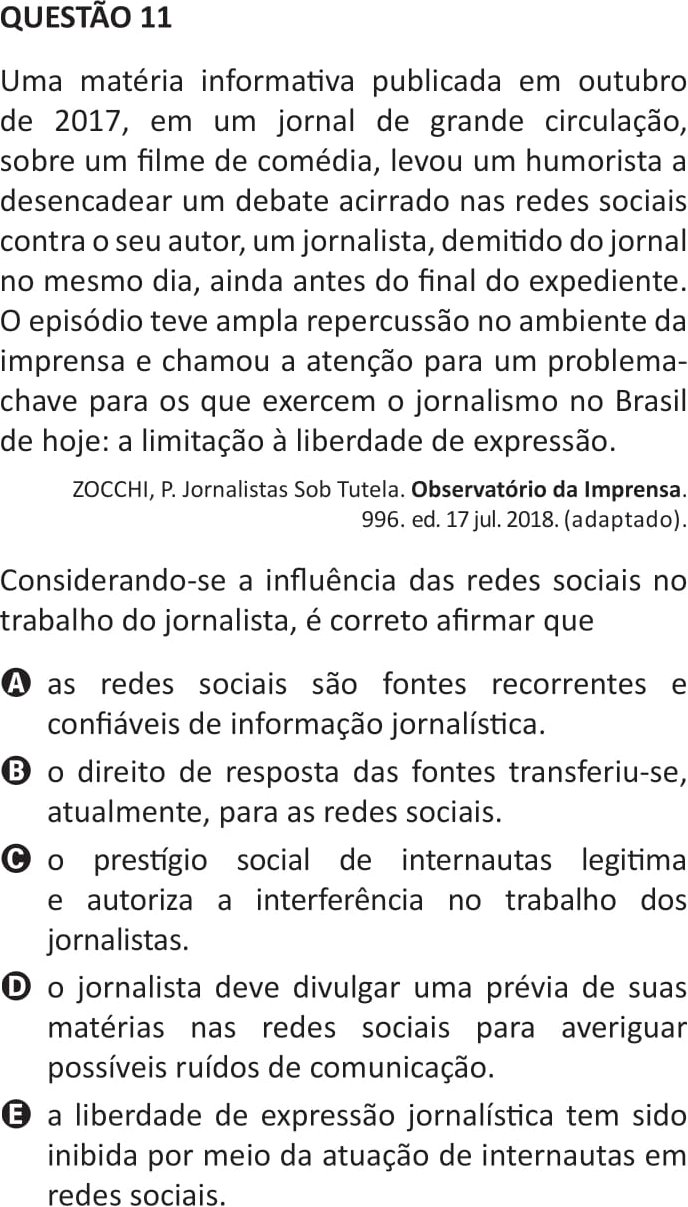 QUESTÃO 11
Uma matéria informativa publicada em outubro
de 2017, em um jornal de grande circulação,
sobre um filme de comédia, levou um humorista a
desencadear um debate acirrado nas redes sociais
contra o seu autor, um jornalista, demitido do jornal
no mesmo dia, ainda antes do final do expediente.
O episódio teve ampla repercussão no ambiente da
imprensa e chamou a atenção para um problema-
chave para os que exercem o jornalismo no Brasil
de hoje: a limitação à liberdade de expressão.
ZOCCHI, P. Jornalistas Sob Tutela. Observatório da Imprensa.
996. ed. 17 jul. 2018. (adaptado).
Considerando-se a influência das redes sociais no
trabalho do jornalista, é correto afirmar que
A as redes sociais são fontes recorrentes e
confiáveis de informação jornalística.
B o direito de resposta das fontes transferiu-se,
atualmente, para as redes sociais.
C o prestígio social de internautas legitima
e autoriza a interferência no trabalho dos
jornalistas.
D o jornalista deve divulgar uma prévia de suas
matérias nas redes sociais para averiguar
possíveis ruídos de comunicação.
E a liberdade de expressão jornalística tem sido
inibida por meio da atuação de internautas em
redes sociais.